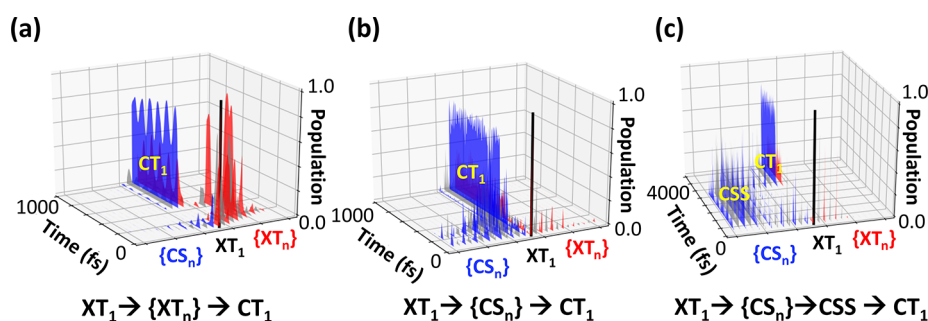 (a)
1.0
Population
0.0
CT₁
1000
Time (fs)
0
{CSₙ}
XT₁
{XTₙ}
XT₁→ {XTₙ} → CT₁
(b)
1.0
Population
0.0
CT₁
1000
Time (fs)
0
{CSₙ}
XT₁
{XTₙ}
XT₁→ {CSₙ} → CT₁
(c)
1.0
Population
0.0
CT₁
CSS
4000
Time (fs)
0
{CSₙ}
XT₁
{XTₙ}
XT₁→ {CSₙ}→CSS → CT₁